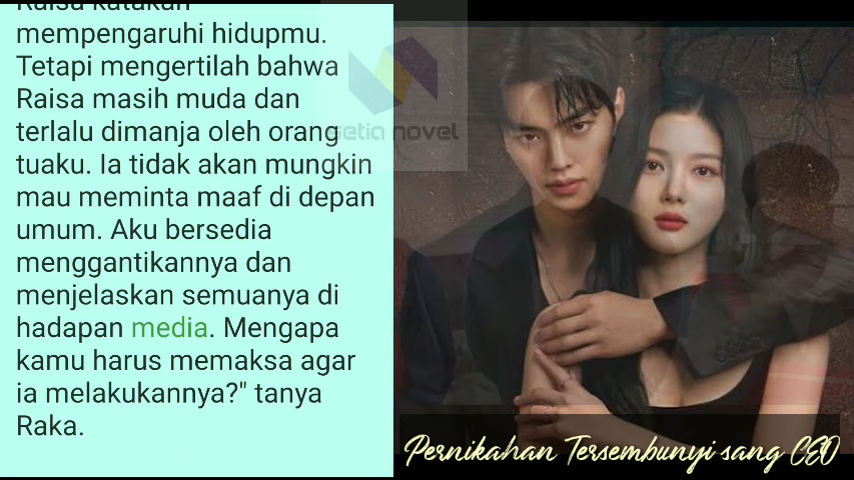 Raisa katakan
mempengaruhi hidupmu.
Tetapi mengertilah bahwa
Raisa masih muda dan
terlalu dimanja oleh orang
tuaku. Ia tidak akan mungkin
mau meminta maaf di depan
umum. Aku bersedia
menggantikannya dan
menjelaskan semuanya di
hadapan media. Mengapa
kamu harus memaksa agar
ia melakukannya?" tanya
Raka.
setia novel
Pernikahan Tersembunyi sang CEO